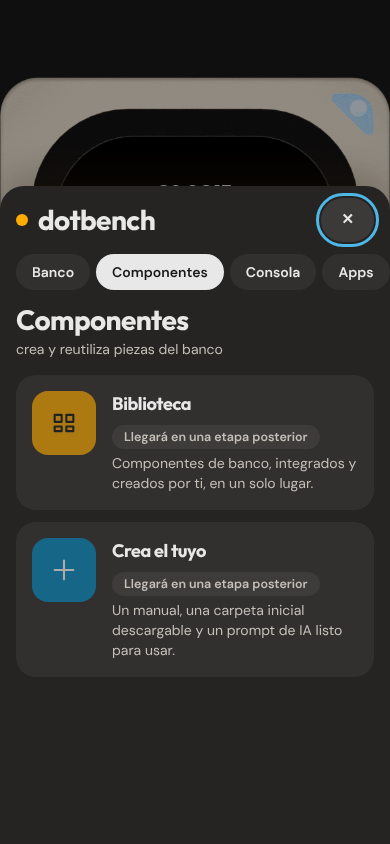 dotbench
×
Banco
Componentes
Consola
Apps
Componentes
crea y reutiliza piezas del banco
Biblioteca
Llegará en una etapa posterior
Componentes de banco, integrados y
creados por ti, en un solo lugar.
Crea el tuyo
Llegará en una etapa posterior
Un manual, una carpeta inicial
descargable y un prompt de IA listo
para usar.